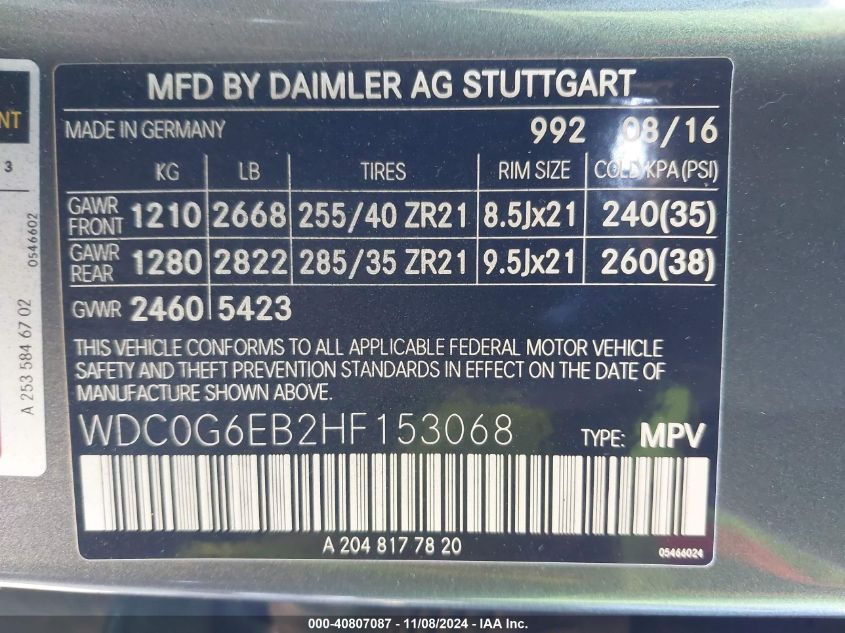 NT
3
0546602
A 253 584 67 02
MFD BY DAIMLER AG STUTTGART
MADE IN GERMANY 992 08/16
KG LB TIRES RIM SIZE COLD KPA (PSI)
GAWR FRONT 1210 2668 255/40 ZR21 8.5Jx21 240(35)
GAWR REAR 1280 2822 285/35 ZR21 9.5Jx21 260(38)
GVWR 2460 5423
THIS VEHICLE CONFORMS TO ALL APPLICABLE FEDERAL MOTOR VEHICLE
SAFETY AND THEFT PREVENTION STANDARDS IN EFFECT ON THE DATE OF
MANUFACTURE SHOWN ABOVE.
WDC0G6EB2HF153068 TYPE: MPV
A 204 817 78 20
05466024
000-40807087 - 11/08/2024 - © IAA Holdings, LLC.